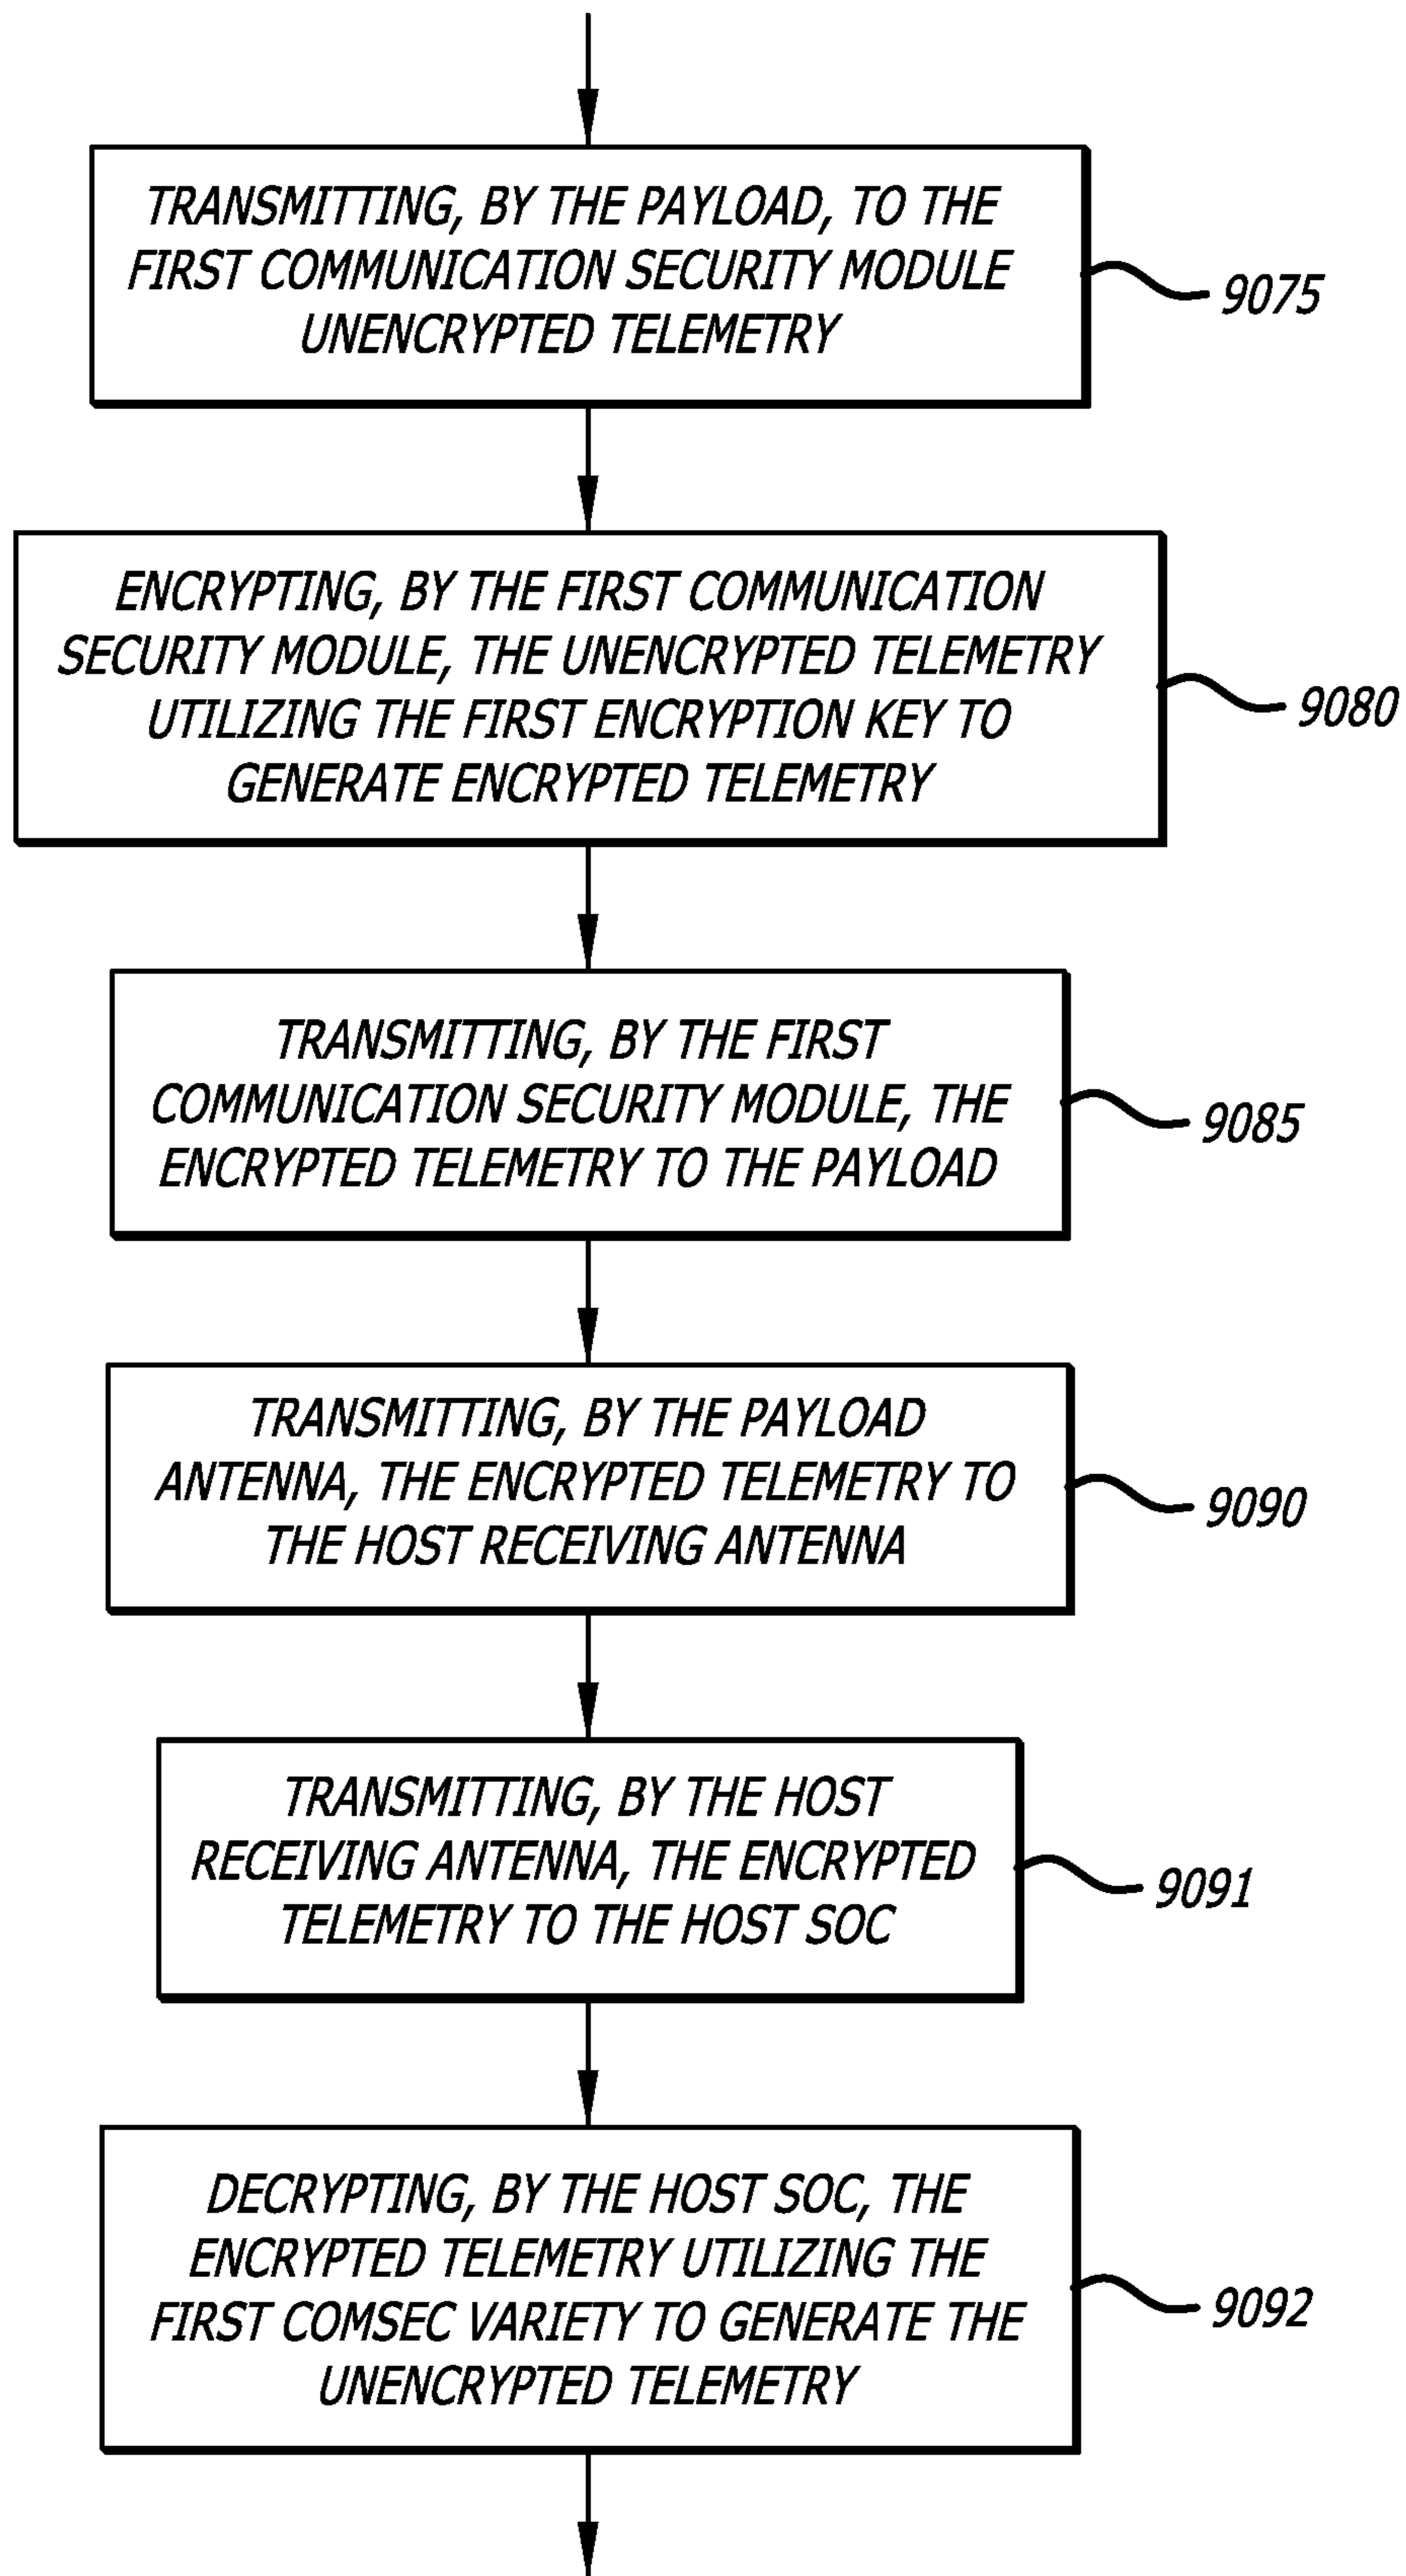 TRANSMITTING, BY THE PAYLOAD, TO THE
FIRST COMMUNICATION SECURITY MODULE
UNENCRYPTED TELEMETRY
9075
ENCRYPTING, BY THE FIRST COMMUNICATION
SECURITY MODULE, THE UNENCRYPTED TELEMETRY
UTILIZING THE FIRST ENCRYPTION KEY TO
GENERATE ENCRYPTED TELEMETRY
9080
TRANSMITTING, BY THE FIRST
COMMUNICATION SECURITY MODULE, THE
ENCRYPTED TELEMETRY TO THE PAYLOAD
9085
TRANSMITTING, BY THE PAYLOAD
ANTENNA, THE ENCRYPTED TELEMETRY TO
THE HOST RECEIVING ANTENNA
9090
TRANSMITTING, BY THE HOST
RECEIVING ANTENNA, THE ENCRYPTED
TELEMETRY TO THE HOST SOC
9091
DECRYPTING, BY THE HOST SOC, THE
ENCRYPTED TELEMETRY UTILIZING THE
FIRST COMSEC VARIETY TO GENERATE THE
UNENCRYPTED TELEMETRY
9092